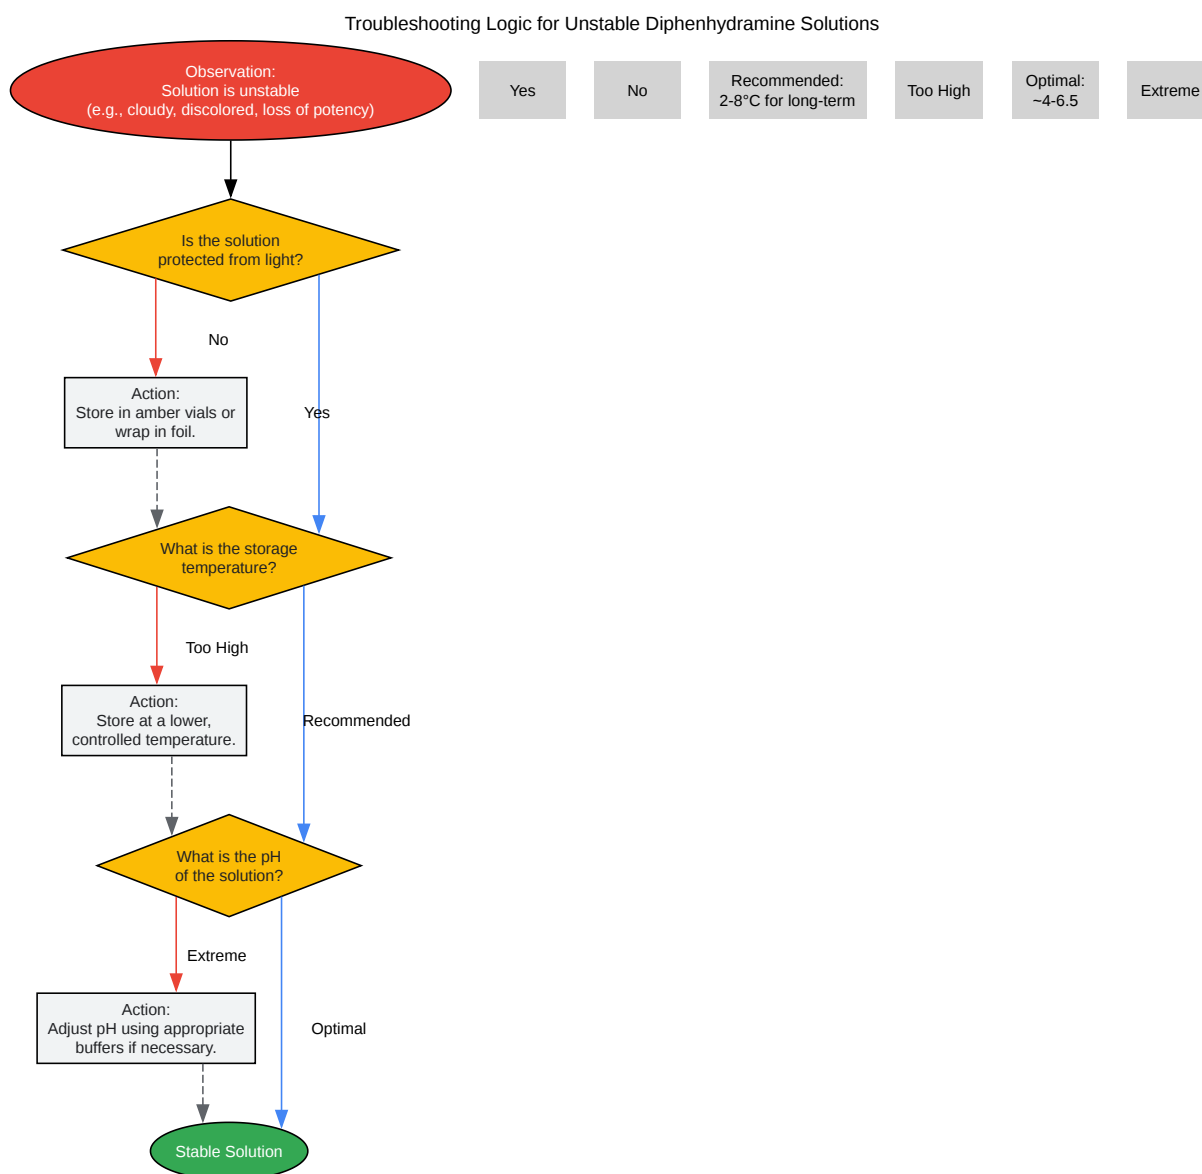 Troubleshooting Logic for Unstable Diphenhydramine Solutions
Observation:
Solution is unstable
(e.g., cloudy, discolored, loss of potency)
Yes
No
Recommended:
2-8°C for long-term
Too High
Optimal:
~4-6.5
Extreme
Is the solution
protected from light?
No
Action:
Store in amber vials or
wrap in foil.
Yes
What is the storage
temperature?
Too High
Action:
Store at a lower,
controlled temperature.
Recommended
What is the pH
of the solution?
Extreme
Action:
Adjust pH using appropriate
buffers if necessary.
Optimal
Stable Solution